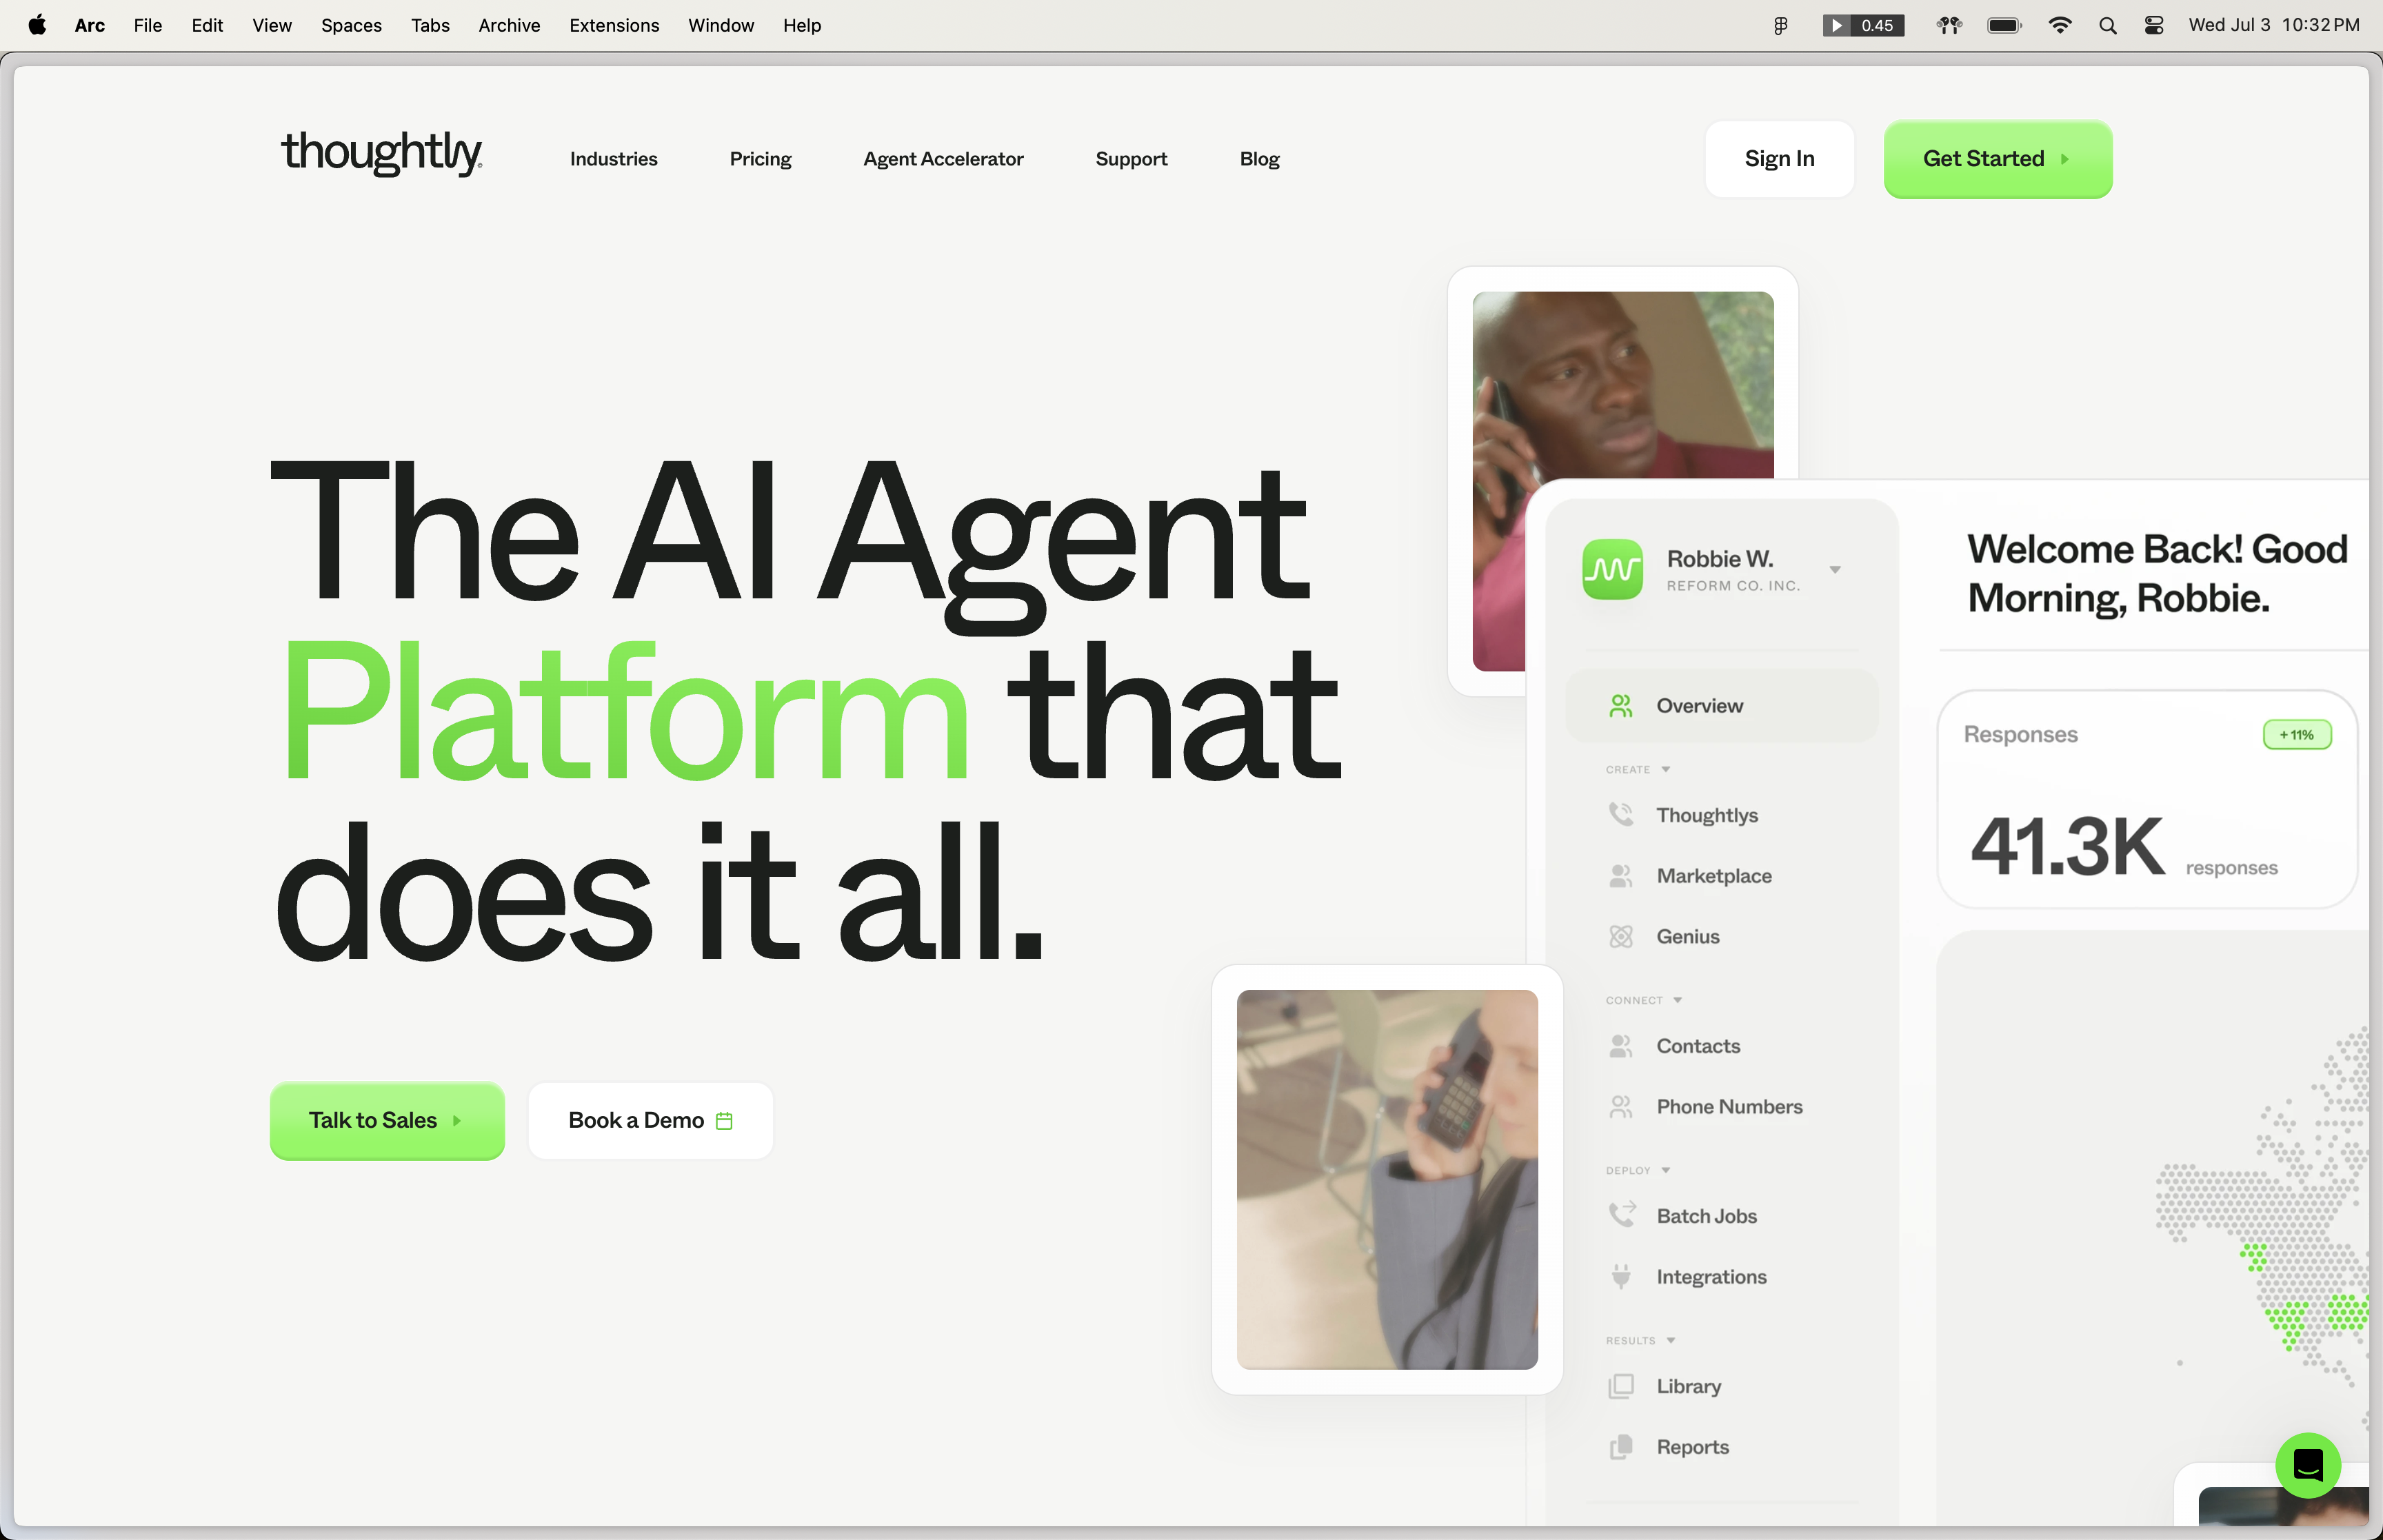 Arc File Edit View Spaces Tabs Archive Extensions Window Help 0.45 Wed Jul 3 10:32 PM
thoughtly Industries Pricing Agent Accelerator Support Blog Sign In Get Started
The AI Agent
Platform that
does it all.
Talk to Sales Book a Demo
Robbie W.
REFORM CO. INC.
Overview
CREATE
Thoughtlys
Marketplace
Genius
CONNECT
Contacts
Phone Numbers
DEPLOY
Batch Jobs
Integrations
RESULTS
Library
Reports
Welcome Back! Good
Morning, Robbie.
Responses +11%
41.3K responses